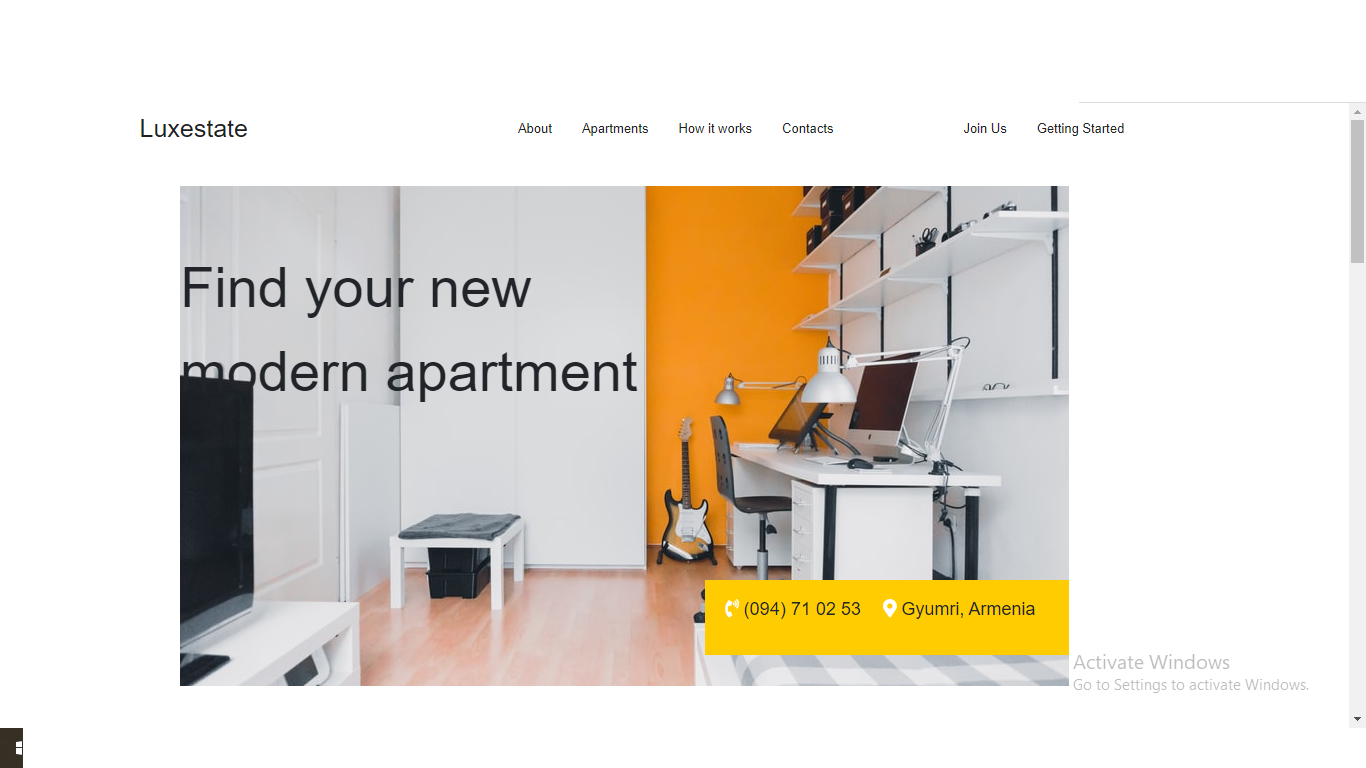 Luxestate
About Apartments How it works Contacts Join Us Getting Started
Find your new
modern apartment
(094) 71 02 53 Gyumri, Armenia
Activate Windows
Go to Settings to activate Windows.